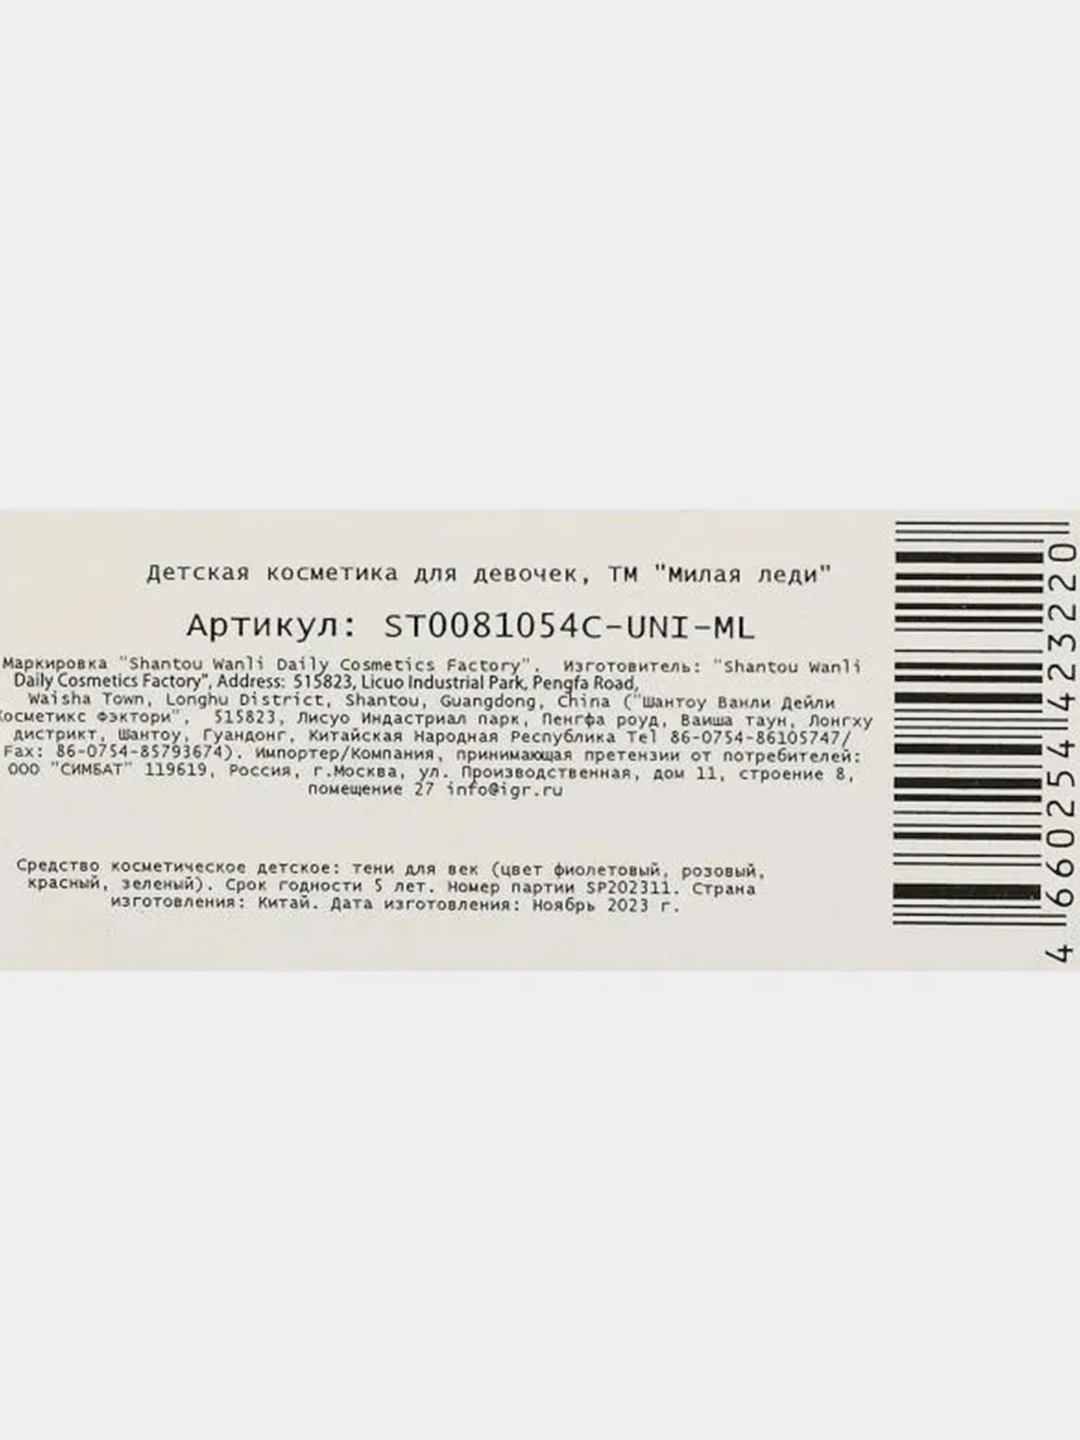 Детская косметика для девочек, ТМ "Милая леди"
Артикул: ST0081054C-UNI-ML
Маркировка "Shantou Wanli Daily Cosmetics Factory". Изготовитель: "Shantou Wanli
Daily Cosmetics Factory", Address: 515823, Licuo Industrial Park, Pengfa Road,
Waisha Town, Longhu District, Shantou, Guangdong, China ("Шантоу Ванли Дейли
Косметикс Фэктори", 515823, Лисуо Индастриал парк, Пенгфа роуд, Ваиша таун, Лонгху
дистрикт, Шантоу, Гуандонг, Китайская Народная Республика Tel 86-0754-86105747/
Fax: 86-0754-85793674). Импортер/Компания, принимающая претензии от потребителей:
ООО "СИМБАТ" 119619, Россия, г.Москва, ул. Производственная, дом 11, строение 8,
помещение 27 info@igr.ru
Средство косметическое детское: тени для век (цвет фиолетовый, розовый,
красный, зеленый). Срок годности 5 лет. Номер партии SP202311. Страна
изготовления: Китай. Дата изготовления: Ноябрь 2023 г.
4 660254 423220